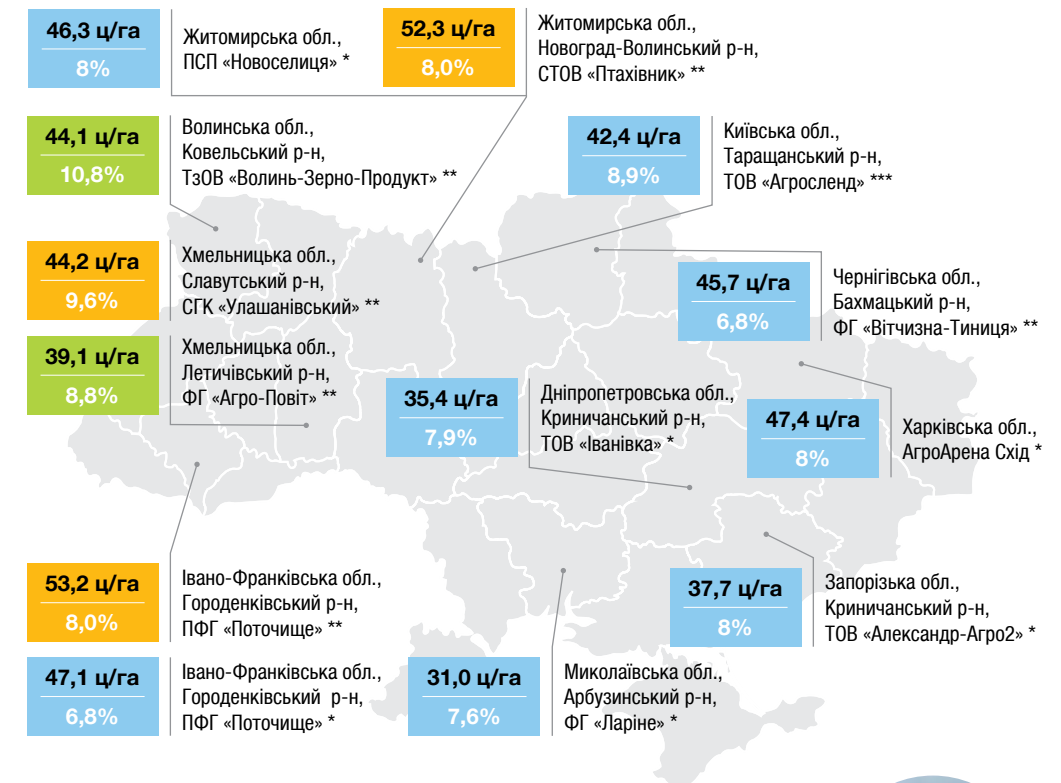 46,3 ц/га
8%
Житомирська обл.,
ПСП «Новоселиця» *
52,3 ц/га
8,0%
Житомирська обл.,
Новоград-Волинський р-н,
СТОВ «Птахівник» **
44,1 ц/га
10,8%
Волинська обл.,
Ковельський р-н,
ТзОВ «Волинь-Зерно-Продукт» **
42,4 ц/га
8,9%
Київська обл.,
Таращанський р-н,
ТОВ «Агросленд» ***
44,2 ц/га
9,6%
Хмельницька обл.,
Славутський р-н,
СГК «Улашанівський» **
45,7 ц/га
6,8%
Чернігівська обл.,
Бахмацький р-н,
ФГ «Вітчизна-Тиниця» **
39,1 ц/га
8,8%
Хмельницька обл.,
Летичівський р-н,
ФГ «Агро-Повіт» **
35,4 ц/га
7,9%
Дніпропетровська обл.,
Криничанський р-н,
ТОВ «Іванівка» *
47,4 ц/га
8%
Харківська обл.,
АгроАрена Схід *
53,2 ц/га
8,0%
Івано-Франківська обл.,
Городенківський р-н,
ПФГ «Поточище» **
37,7 ц/га
8%
Запорізька обл.,
Криничанський р-н,
ТОВ «Александр-Агро2» *
47,1 ц/га
6,8%
Івано-Франківська обл.,
Городенківський р-н,
ПФГ «Поточище» *
31,0 ц/га
7,6%
Миколаївська обл.,
Арбузинський р-н,
ФГ «Ларіне» *